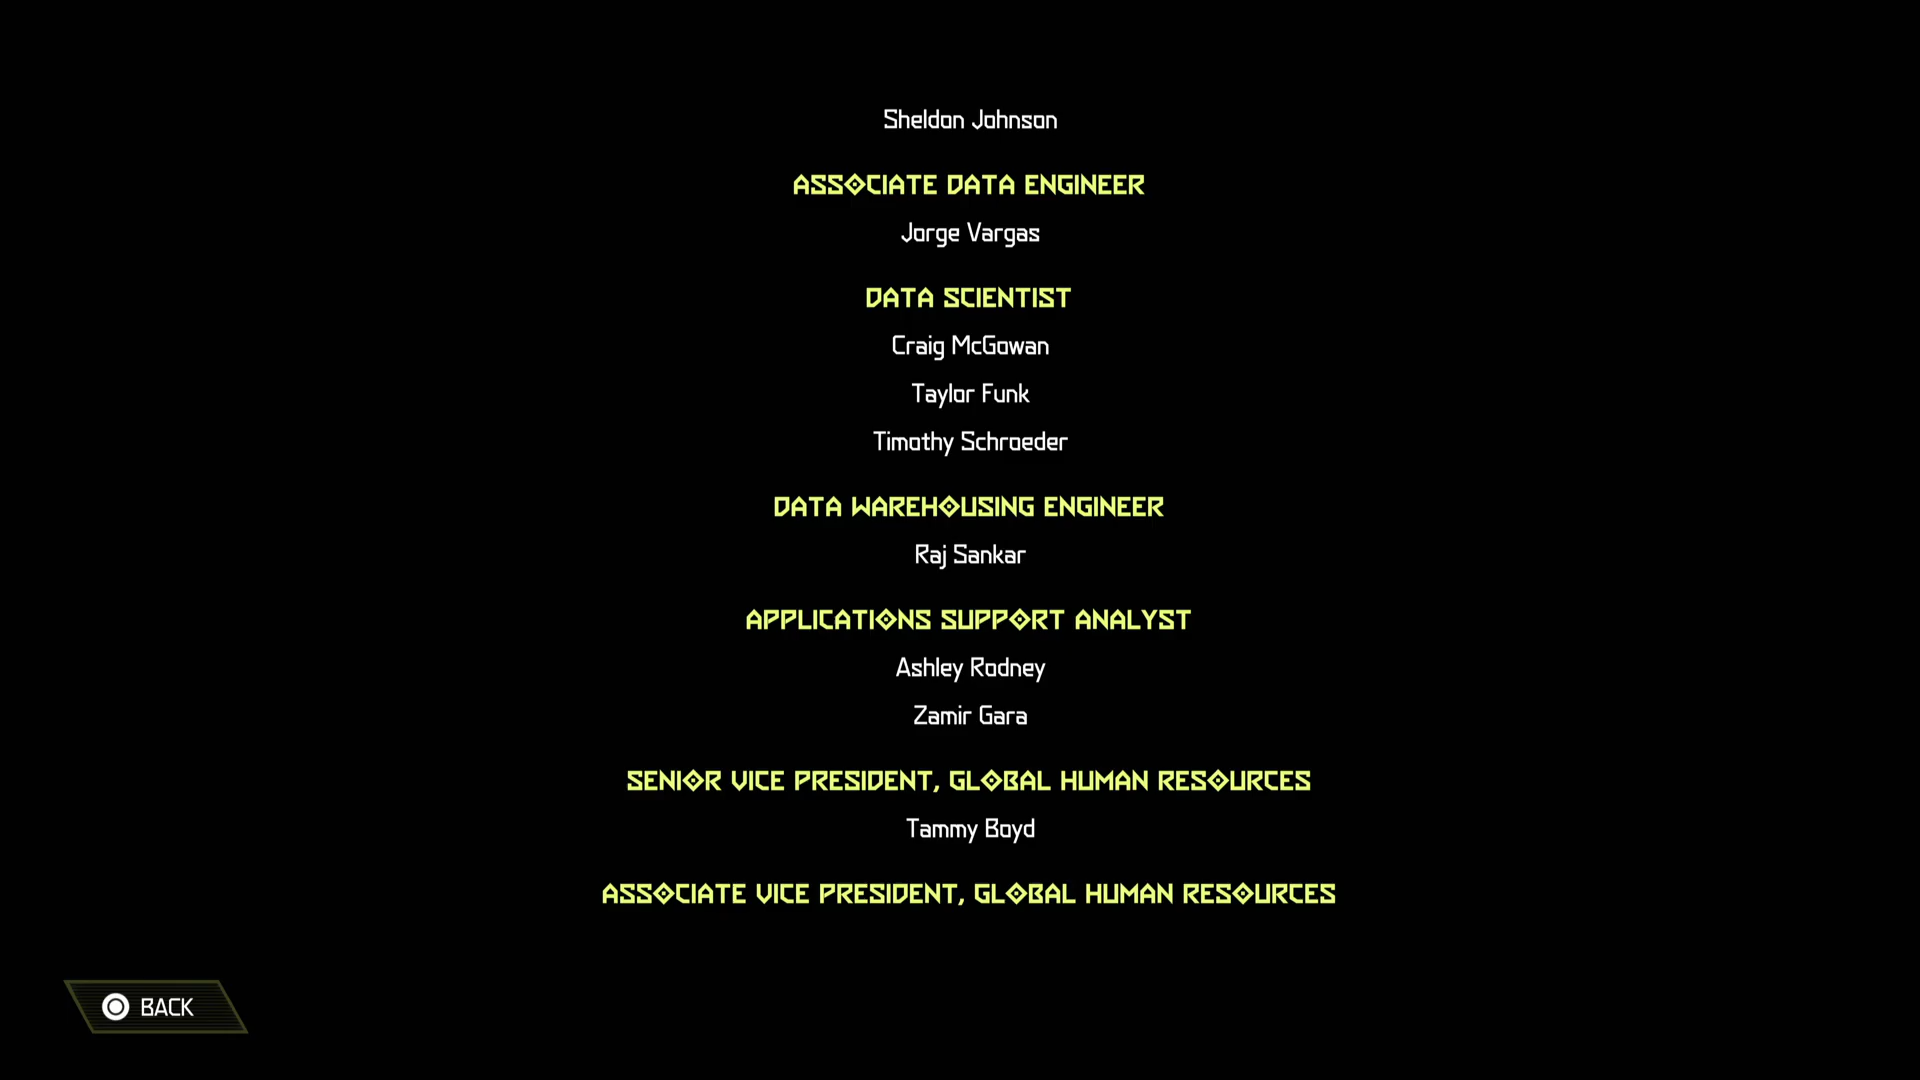 Sheldon Johnson
ASSOCIATE DATA ENGINEER
Jorge Vargas
DATA SCIENTIST
Craig McGowan
Taylor Funk
Timothy Schroeder
DATA WAREHOUSING ENGINEER
Raj Sankar
APPLICATIONS SUPPORT ANALYST
Ashley Rodney
Zamir Gara
SENIOR VICE PRESIDENT, GLOBAL HUMAN RESOURCES
Tammy Boyd
ASSOCIATE VICE PRESIDENT, GLOBAL HUMAN RESOURCES
BACK